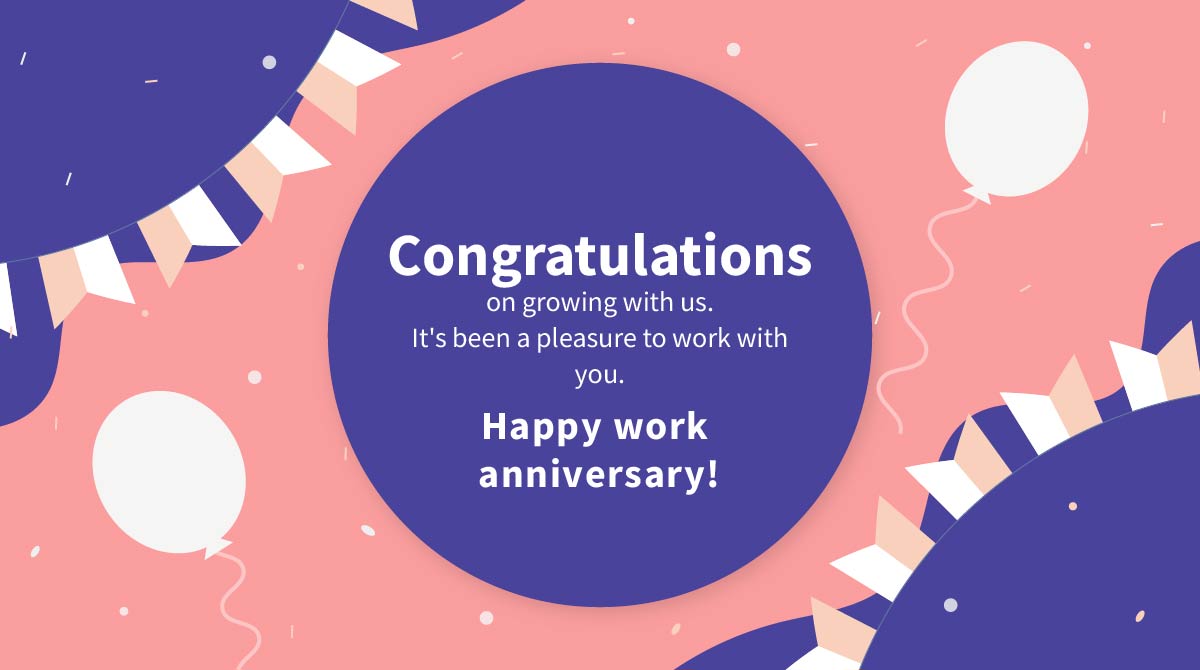 Congratulations
on growing with us.
It's been a pleasure to work with
you.
Happy work
anniversary!